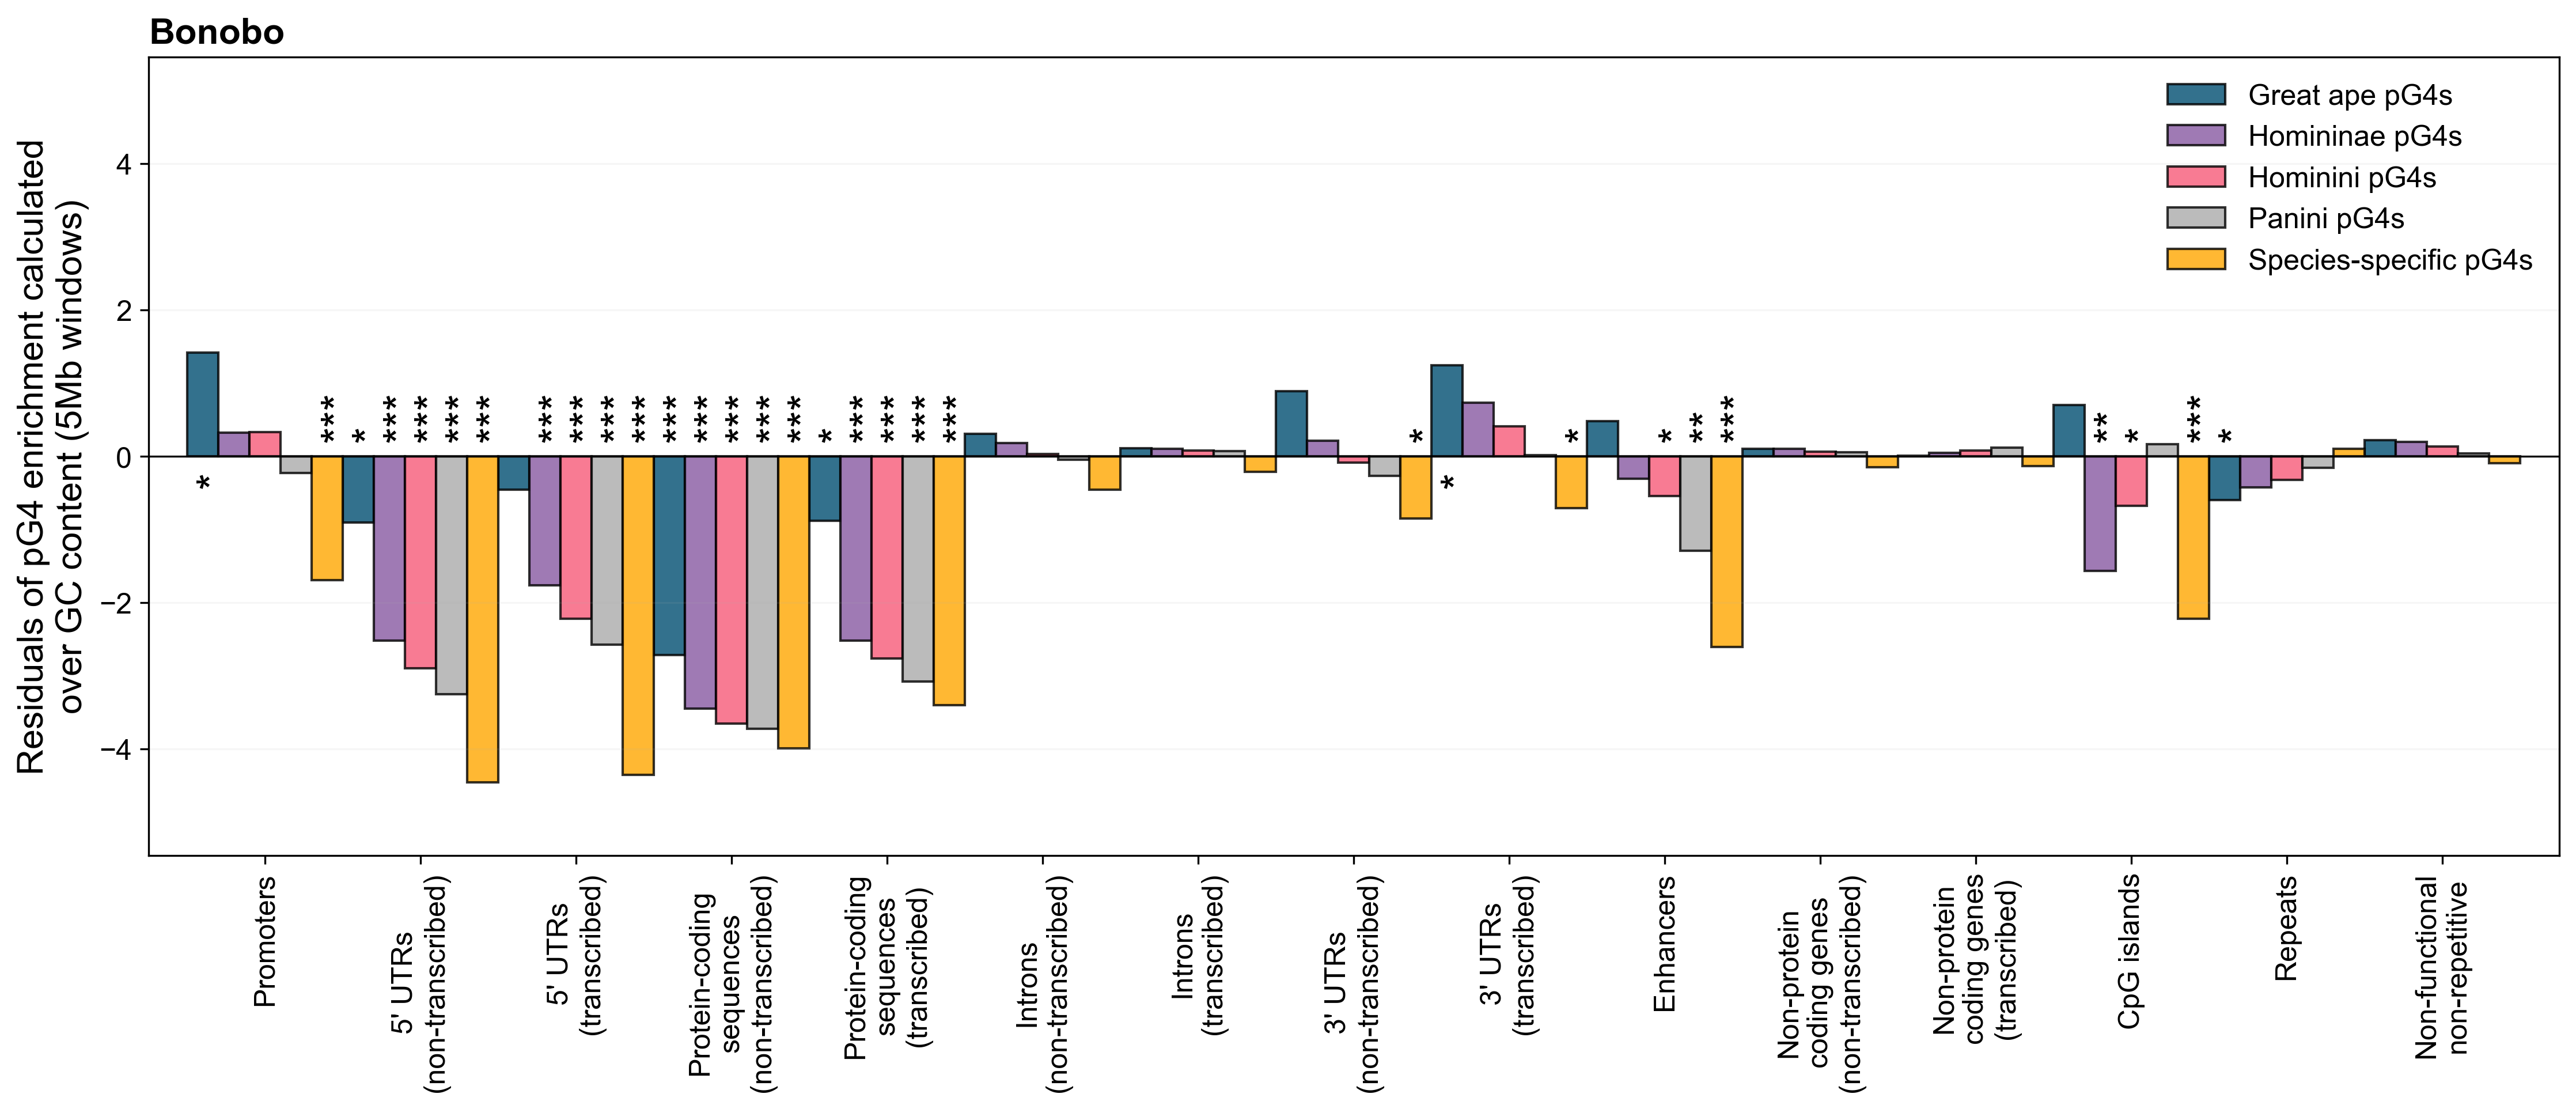 Bonobo
Residuals of pG4 enrichment calculated
over GC content (5Mb windows)
4
2
0
−2
−4
Great ape pG4s
Homininae pG4s
Hominini pG4s
Panini pG4s
Species-specific pG4s
*
***
*
***
***
***
***
***
***
***
***
***
***
***
***
***
*
***
***
***
***
*
*
*
*
**
***
**
*
***
*
Promoters
5' UTRs
(non-transcribed)
5' UTRs
(transcribed)
Protein-coding
sequences
(non-transcribed)
Protein-coding
sequences
(transcribed)
Introns
(non-transcribed)
Introns
(transcribed)
3' UTRs
(non-transcribed)
3' UTRs
(transcribed)
Enhancers
Non-protein
coding genes
(non-transcribed)
Non-protein
coding genes
(transcribed)
CpG islands
Repeats
Non-functional
non-repetitive